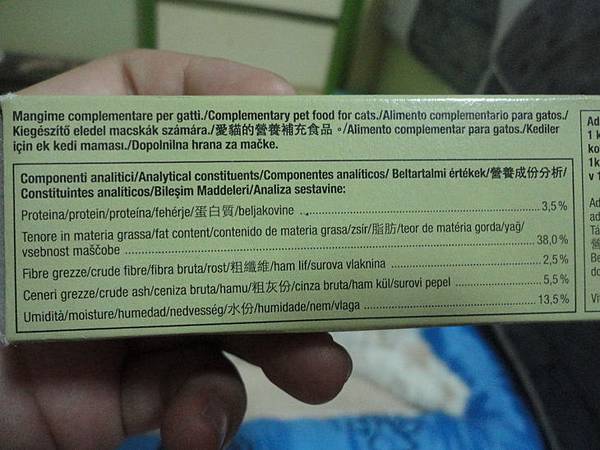 Mangime complementare per gatti./Complementary pet food for cats./Alimento complementario para gatos./
Kiegészítő eledel macskák számára./愛貓的營養補充食品。/Alimento complementar para gatos./Kediler
için ek kedi maması./Dopolnilna hrana za mačke.
Componenti analitici/Analytical constituents/Componentes analíticos/ Beltartalmi értékek/營養成份分析/
Constituintes analíticos/Bileşim Maddeleri/Analiza sestavine:
Proteina/protein/proteína/fehérje/蛋白質/beljakovine ... 3,5%
Tenore in materia grassa/fat content/contenido de materia grasa/zsír/脂肪/teor de matéria gorda/yağ/
vsebnost maščobe ... 38,0%
Fibre grezze/crude fibre/fibra bruta/rost/粗纖維/ham lif/surova vlaknina ... 2,5%
Ceneri grezze/crude ash/ceniza bruta/hamu/粗灰份/cinza bruta/ham kül/surovi pepel ... 5,5%
Umidità/moisture/humedad/nedvesség/水份/humidade/nem/vlaga ... 13,5%